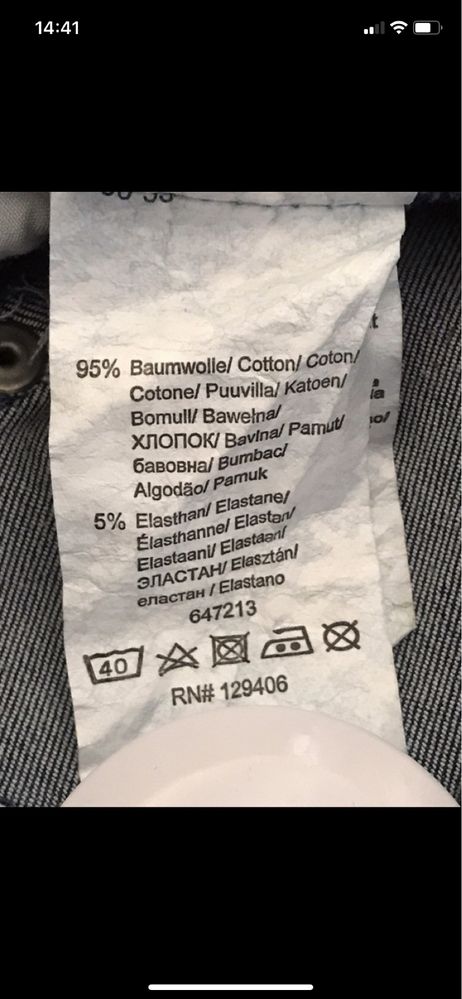 14:41
95% Baumwolle/ Cotton/ Coton/
Cotone/ Puuvilla/ Katoen/
Bomull/ Bawełna/
ХЛОПОК/ Bavlna/ Pamut/
бавовна/ Bumbac/
Algodão/ Pamuk
5% Elasthan/ Elastane/
Élasthanne/ Elastan/
Elastaani/ Elastaan/
ЭЛАСТАН/ Elasztán/
еластан / Elastano
647213
40
RN# 129406